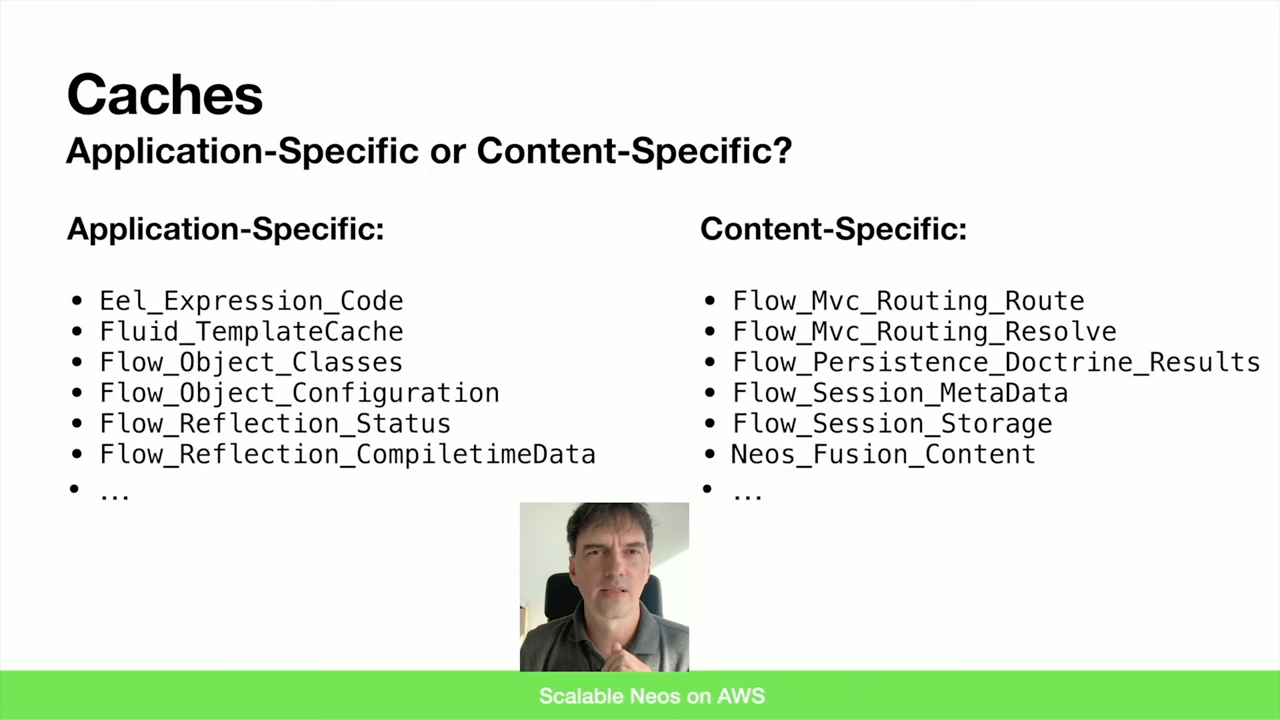 Caches
Application-Specific or Content-Specific?
Application-Specific:
• Eel_Expression_Code
• Fluid_TemplateCache
• Flow_Object_Classes
• Flow_Object_Configuration
• Flow_Reflection_Status
• Flow_Reflection_CompiletimeData
• ...
Content-Specific:
• Flow_Mvc_Routing_Route
• Flow_Mvc_Routing_Resolve
• Flow_Persistence_Doctrine_Results
• Flow_Session_MetaData
• Flow_Session_Storage
• Neos_Fusion_Content
• ...
Scalable Neos on AWS